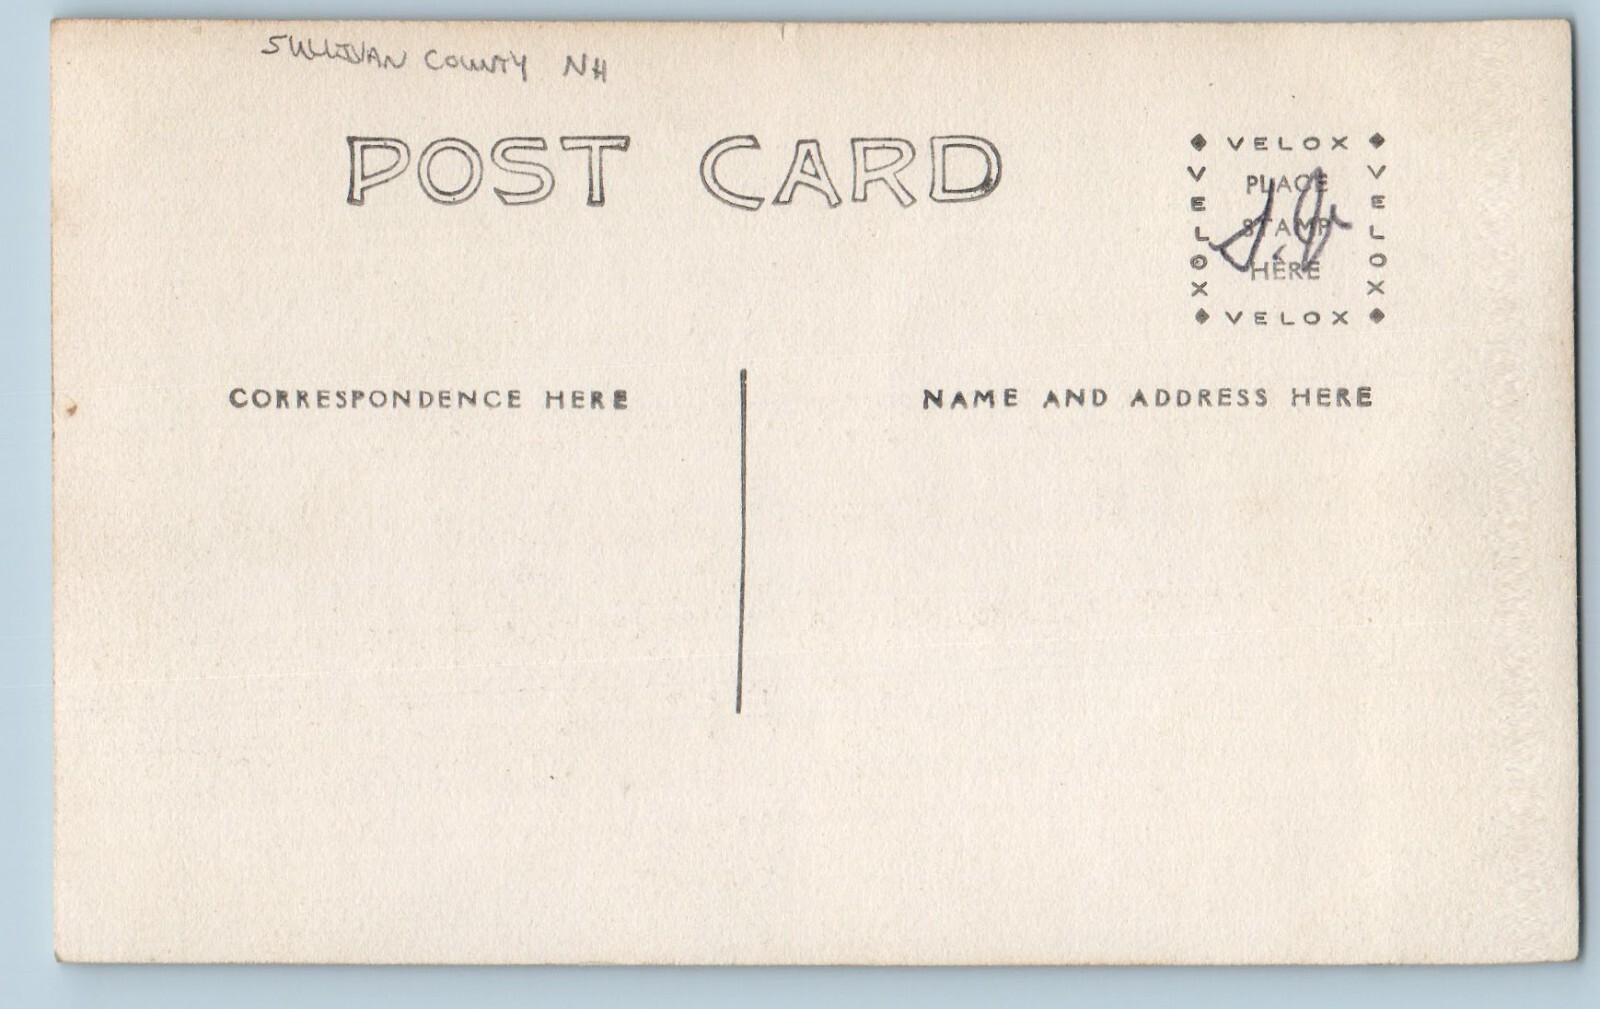 SULLIVAN COUNTY NH
POST CARD
VELOX
VELOX
PLACE
STAMP
HERE
VELOX
VELOX
CORRESPONDENCE HERE
NAME AND ADDRESS HERE